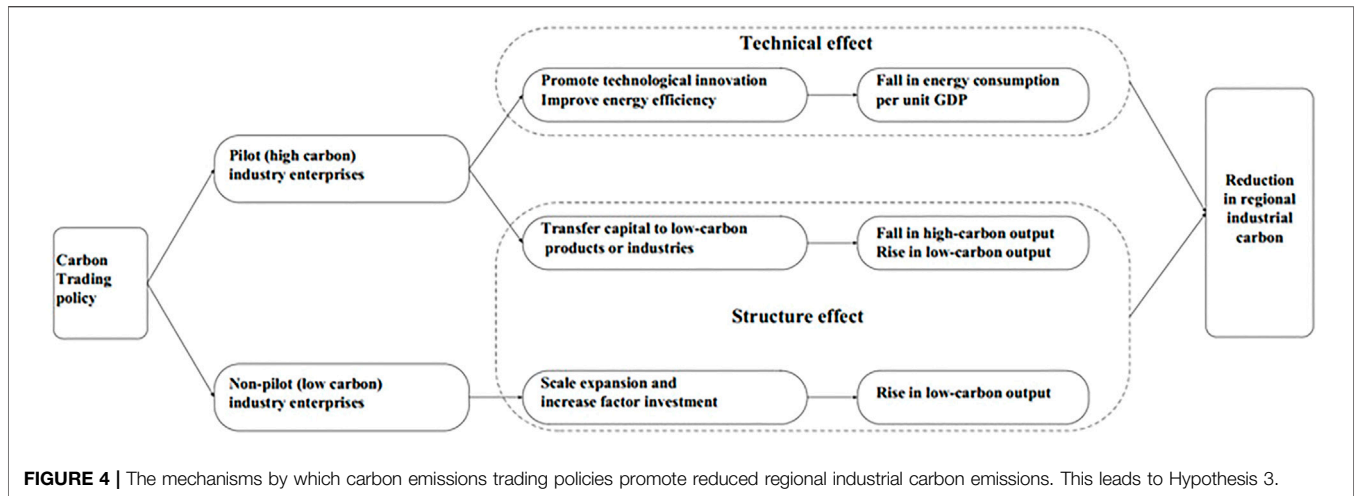 Technical effect
Promote technological innovation
Improve energy efficiency
Fall in energy consumption
per unit GDP
Pilot (high carbon)
industry enterprises
Transfer capital to low-carbon
products or industries
Fall in high-carbon output
Rise in low-carbon output
Reduction
in regional
industrial
carbon
Carbon
Trading
policy
Structure effect
Non-pilot (low carbon)
industry enterprises
Scale expansion and
increase factor investment
Rise in low-carbon output
FIGURE 4 | The mechanisms by which carbon emissions trading policies promote reduced regional industrial carbon emissions. This leads to Hypothesis 3.